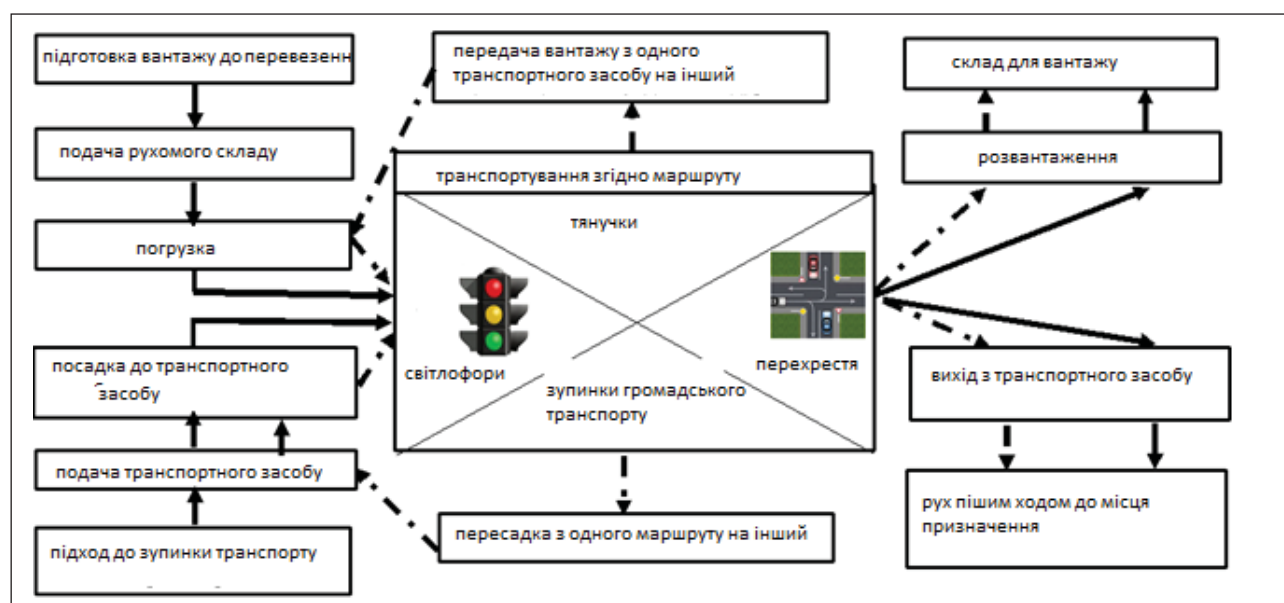 підготовка вантажу до перевезенн
подача рухомого складу
погрузка
посадка до транспортного
засобу
подача транспортного засобу
підход до зупинки транспорту
передача вантажу з одного
транспортного засобу на інший
транспортування згідно маршруту
тянучки
світлофори
перехрестя
зупинки громадського
транспорту
пересадка з одного маршруту на інший
склад для вантажу
розвантаження
вихід з транспортного засобу
рух пішим ходом до місця
призначення